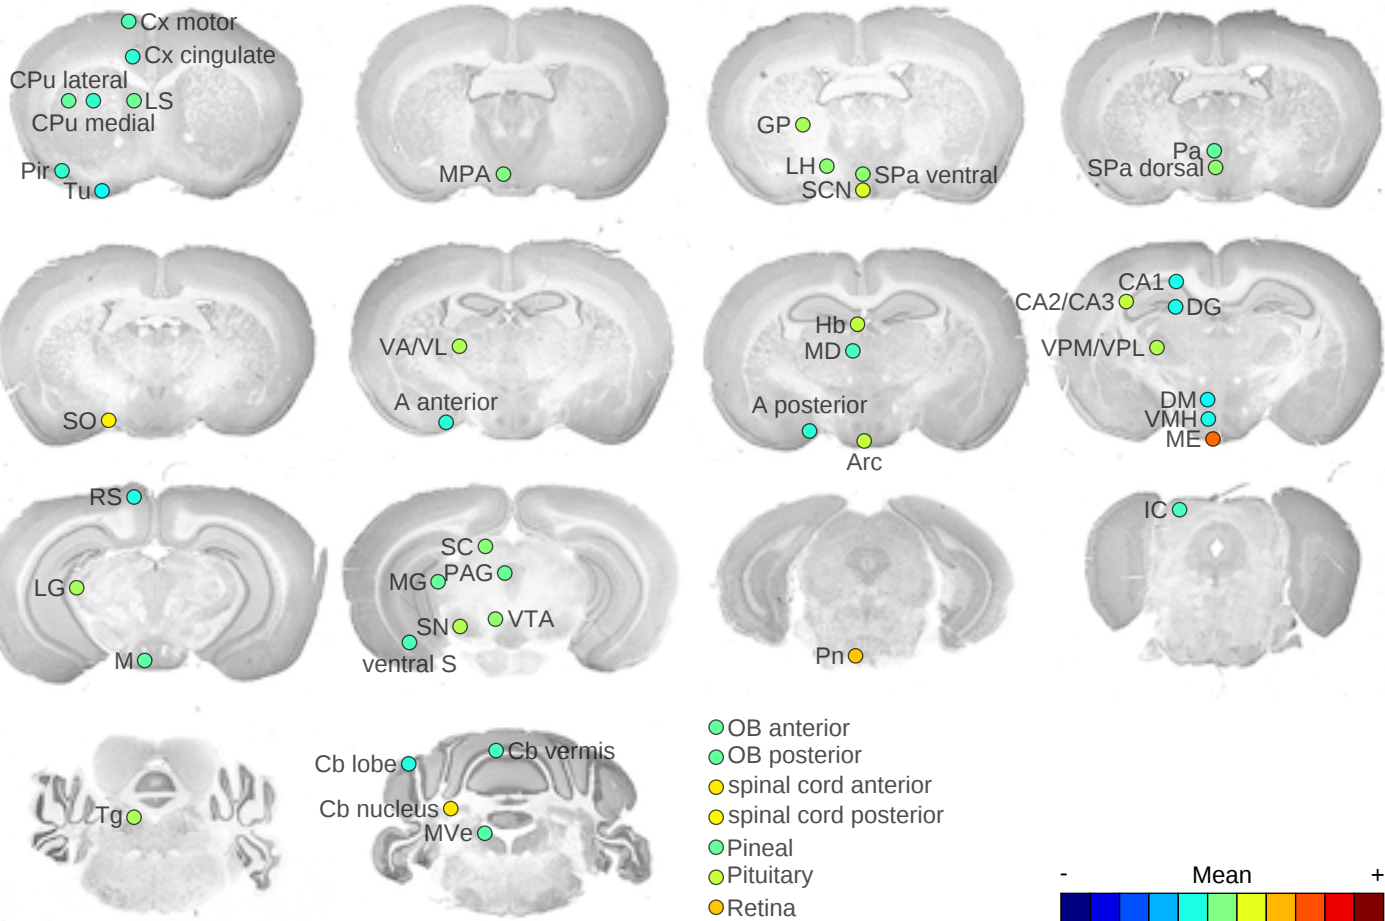 Cx motor
Cx cingulate
CPu lateral
LS
CPu medial
Pir
Tu
MPA
GP
LH
SPa ventral
SCN
Pa
SPa dorsal
SO
VA/VL
A anterior
Hb
MD
A posterior
Arc
CA1
CA2/CA3
DG
VPM/VPL
DM
VMH
ME
RS
LG
M
SC
MG
PAG
SN
VTA
ventral S
Pn
IC
Tg
Cb lobe
Cb vermis
Cb nucleus
MVe
OB anterior
OB posterior
spinal cord anterior
spinal cord posterior
Pineal
Pituitary
Retina
- Mean +